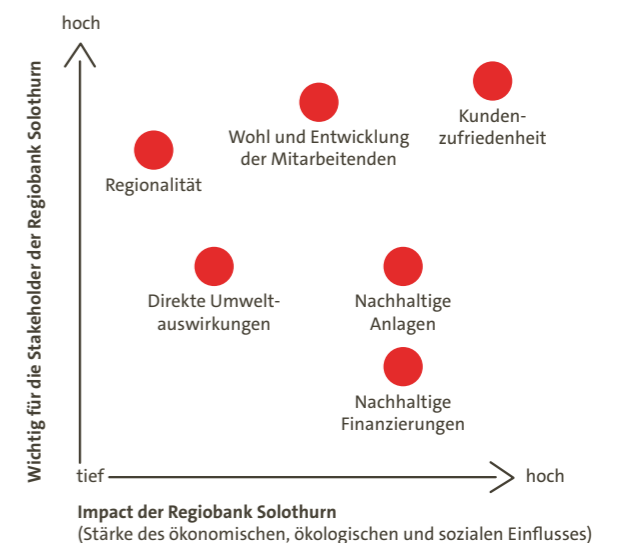 hoch
Wichtig für die Stakeholder der Regiobank Solothurn
Kunden-
zufriedenheit
Wohl und Entwicklung
der Mitarbeitenden
Regionalität
Direkte Umwelt-
auswirkungen
Nachhaltige
Anlagen
Nachhaltige
Finanzierungen
tief
hoch
Impact der Regiobank Solothurn
(Stärke des ökonomischen, ökologischen und sozialen Einflusses)